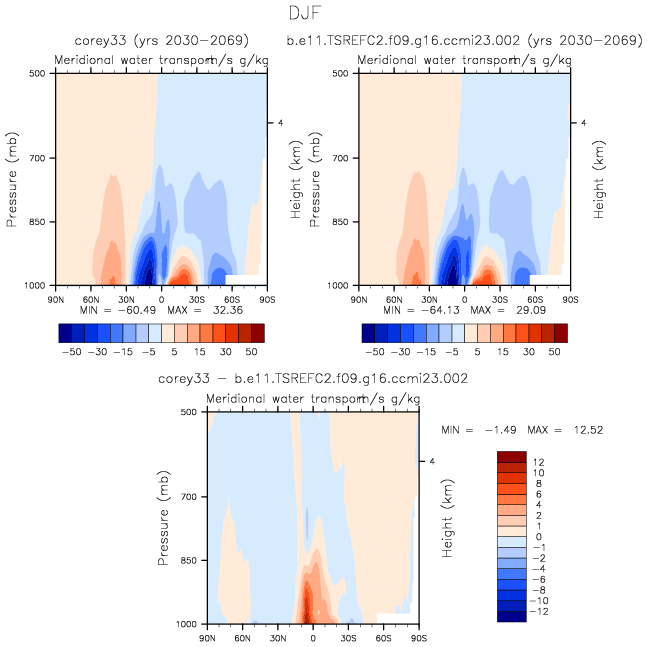 DJF
corey33 (yrs 2030-2069)
b.e11.TSREFC2.f09.g16.ccmi23.002 (yrs 2030-2069)
Meridional water transport m/s g/kg
Meridional water transport m/s g/kg
500
700
850
1000
4
Pressure (mb)
Height (km)
90N 60N 30N 0 30S 60S 90S
MIN = -60.49 MAX = 32.36
-50 -30 -15 -5 5 15 30 50
500
700
850
1000
4
Pressure (mb)
Height (km)
90N 60N 30N 0 30S 60S 90S
MIN = -64.13 MAX = 29.09
-50 -30 -15 -5 5 15 30 50
corey33 - b.e11.TSREFC2.f09.g16.ccmi23.002
Meridional water transport m/s g/kg
500
700
850
1000
4
Pressure (mb)
Height (km)
90N 60N 30N 0 30S 60S 90S
MIN = -1.49 MAX = 12.52
12
10
8
6
4
2
1
0
-1
-2
-4
-6
-8
-10
-12